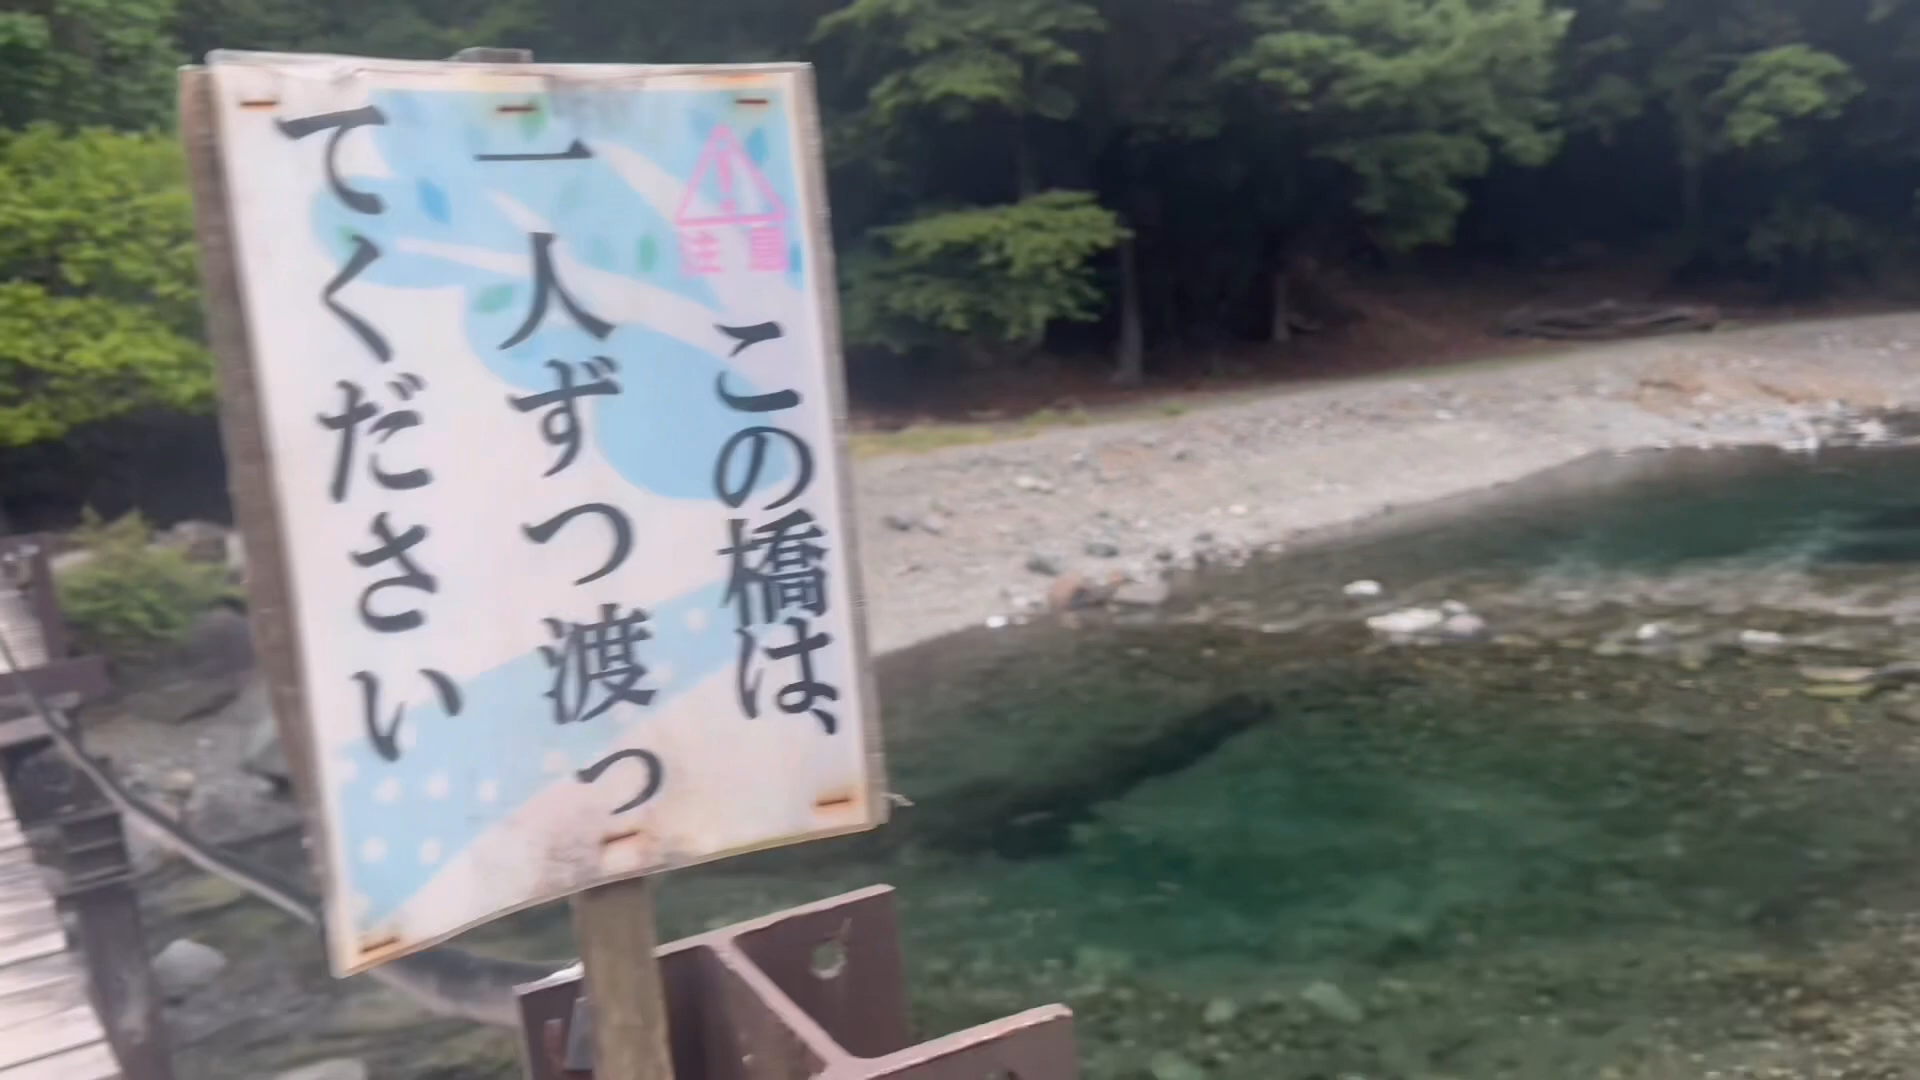 注意
この橋は、
一人ずつ渡っ
てください